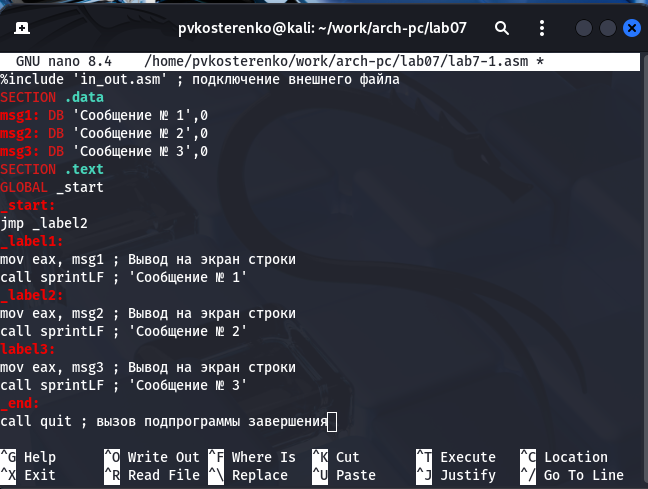 pvkosterenko@kali: ~/work/arch-pc/lab07
GNU nano 8.4 /home/pvkosterenko/work/arch-pc/lab07/lab7-1.asm *
%include 'in_out.asm' ; подключение внешнего файла
SECTION .data
msg1: DB 'Сообщение № 1',0
msg2: DB 'Сообщение № 2',0
msg3: DB 'Сообщение № 3',0
SECTION .text
GLOBAL _start
_start:
jmp _label2
_label1:
mov eax, msg1 ; Вывод на экран строки
call sprintLF ; 'Сообщение № 1'
_label2:
mov eax, msg2 ; Вывод на экран строки
call sprintLF ; 'Сообщение № 2'
label3:
mov eax, msg3 ; Вывод на экран строки
call sprintLF ; 'Сообщение № 3'
_end:
call quit ; вызов подпрограммы завершения
^G Help ^O Write Out ^F Where Is ^K Cut ^T Execute ^C Location
^X Exit ^R Read File ^\ Replace ^U Paste ^J Justify ^/ Go To Line